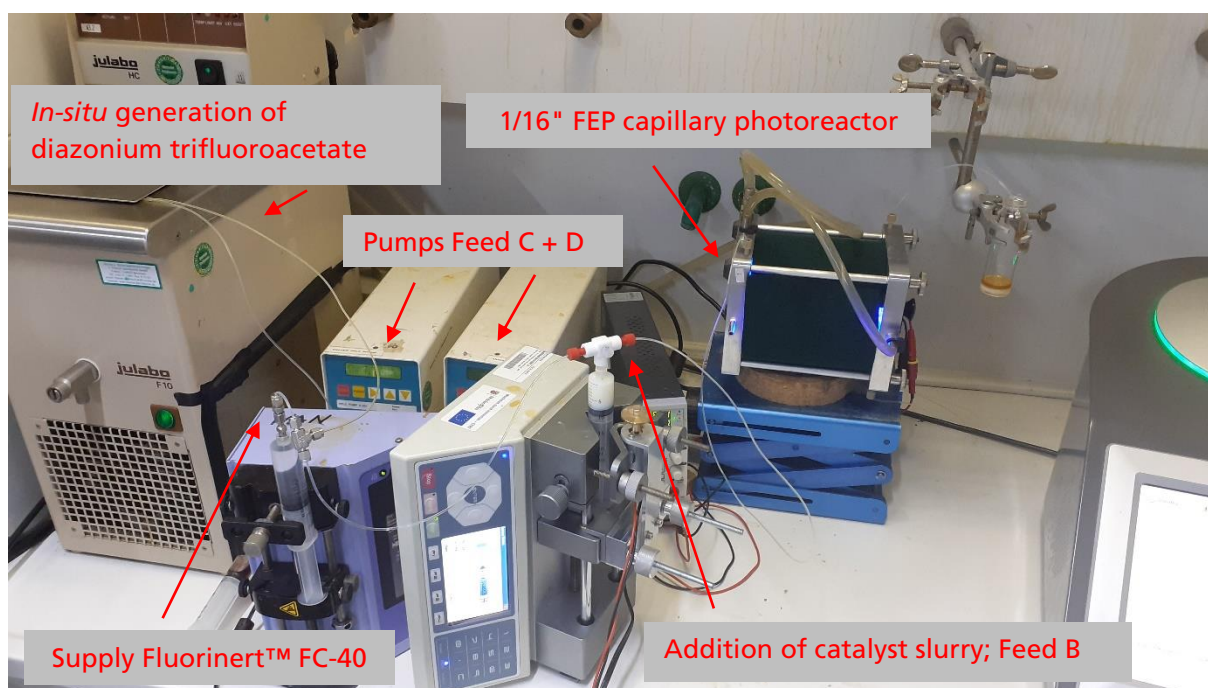 julabo
HC
In-situ generation of
diazonium trifluoroacetate
1/16" FEP capillary photoreactor
Pumps Feed C + D
julabo
F10
Supply Fluorinert™ FC-40
Addition of catalyst slurry; Feed B